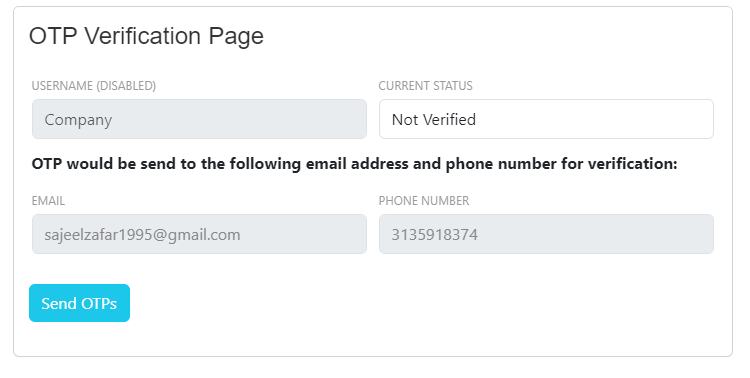 OTP Verification Page
USERNAME (DISABLED) CURRENT STATUS
Company Not Verified
OTP would be send to the following email address and phone number for verification:
EMAIL PHONE NUMBER
sajeelzafar1995@gmail.com 3135918374
Send OTPs